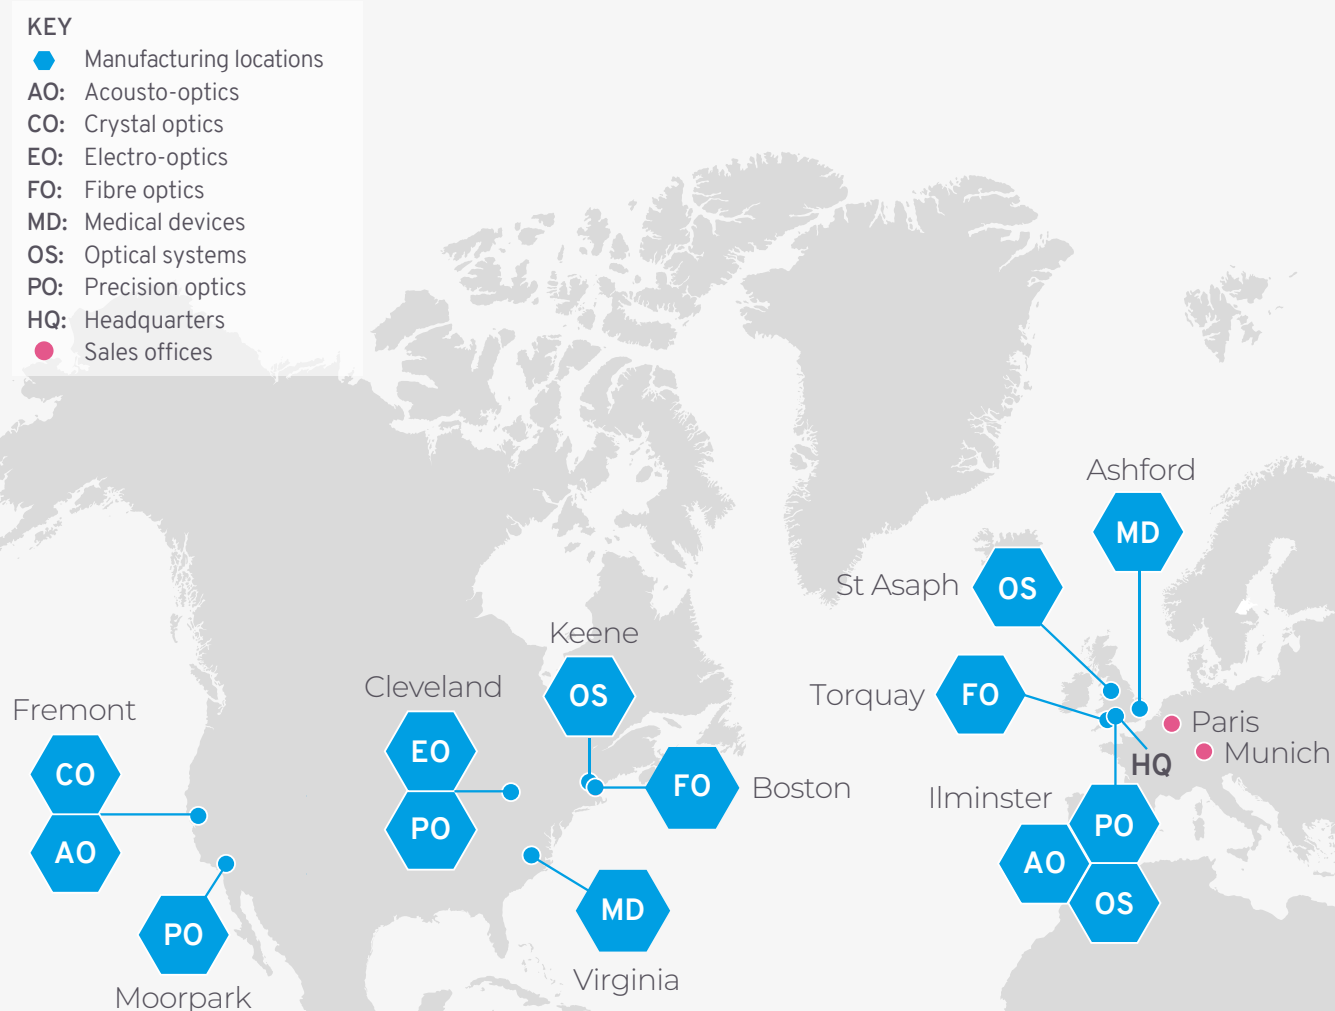 KEY
Manufacturing locations
AO: Acousto-optics
CO: Crystal optics
EO: Electro-optics
FO: Fibre optics
MD: Medical devices
OS: Optical systems
PO: Precision optics
HQ: Headquarters
Sales offices
Ashford
MD
St Asaph
OS
Torquay
FO
Paris
Munich
HQ
Ilminster
PO
AO
OS
Keene
OS
Cleveland
EO
PO
FO
Boston
Fremont
CO
AO
MD
Virginia
PO
Moorpark